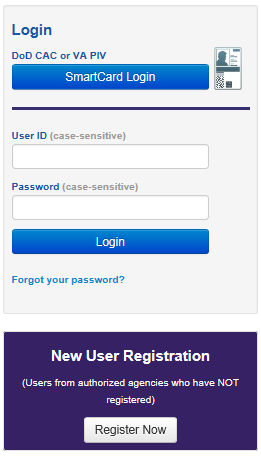 Login
DoD CAC or VA PIV
SmartCard Login
User ID (case-sensitive)
Password (case-sensitive)
Login
Forgot your password?
New User Registration
(Users from authorized agencies who have NOT
registered)
Register Now